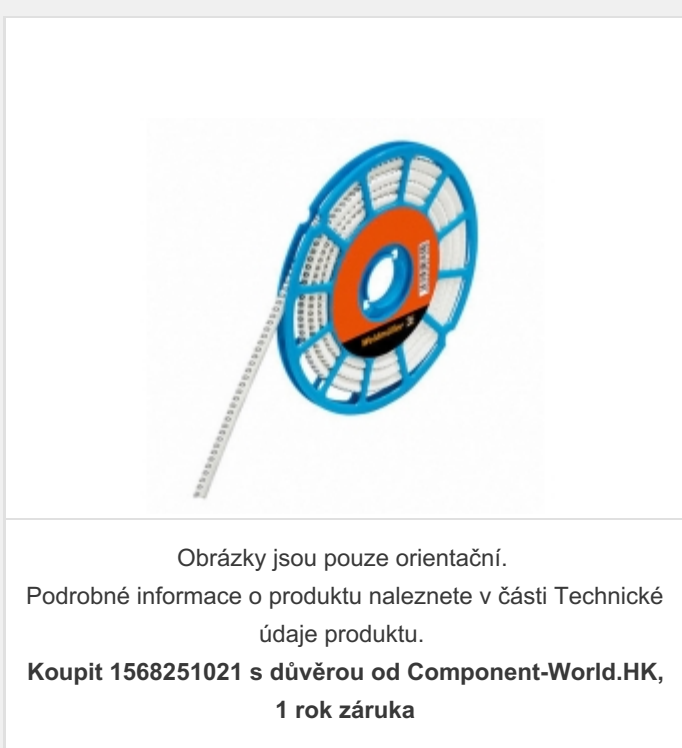 Weidmüller
Obrázky jsou pouze orientační.
Podrobné informace o produktu naleznete v části Technické
údaje produktu.
Koupit 1568251021 s důvěrou od Component-World.HK,
1 rok záruka